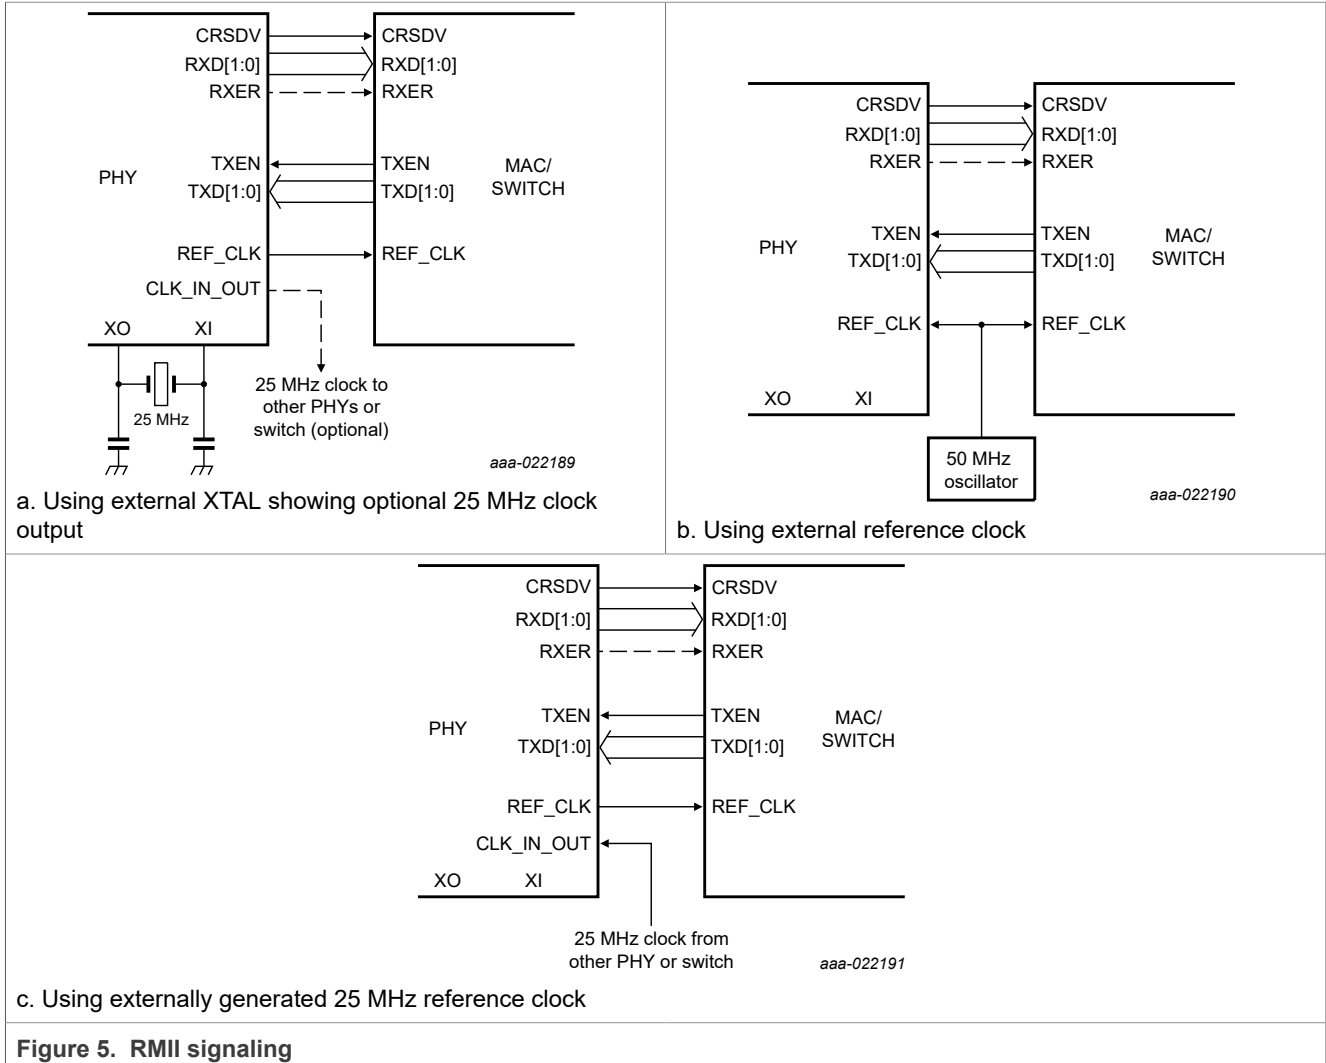 CRSDV CRSDV
RXD[1:0] RXD[1:0]
RXER RXER
TXEN TXEN
PHY MAC/
SWITCH
TXD[1:0] TXD[1:0]
REF_CLK REF_CLK
CLK_IN_OUT
XO XI
25 MHz
25 MHz clock to
other PHYs or
switch (optional)
aaa-022189
a. Using external XTAL showing optional 25 MHz clock
output
CRSDV CRSDV
RXD[1:0] RXD[1:0]
RXER RXER
TXEN TXEN
PHY MAC/
SWITCH
TXD[1:0] TXD[1:0]
REF_CLK REF_CLK
XO XI
50 MHz
oscillator
aaa-022190
b. Using external reference clock
CRSDV CRSDV
RXD[1:0] RXD[1:0]
RXER RXER
TXEN TXEN
PHY MAC/
SWITCH
TXD[1:0] TXD[1:0]
REF_CLK REF_CLK
CLK_IN_OUT
XO XI
25 MHz clock from
other PHY or switch
aaa-022191
c. Using externally generated 25 MHz reference clock
Figure 5. RMII signaling